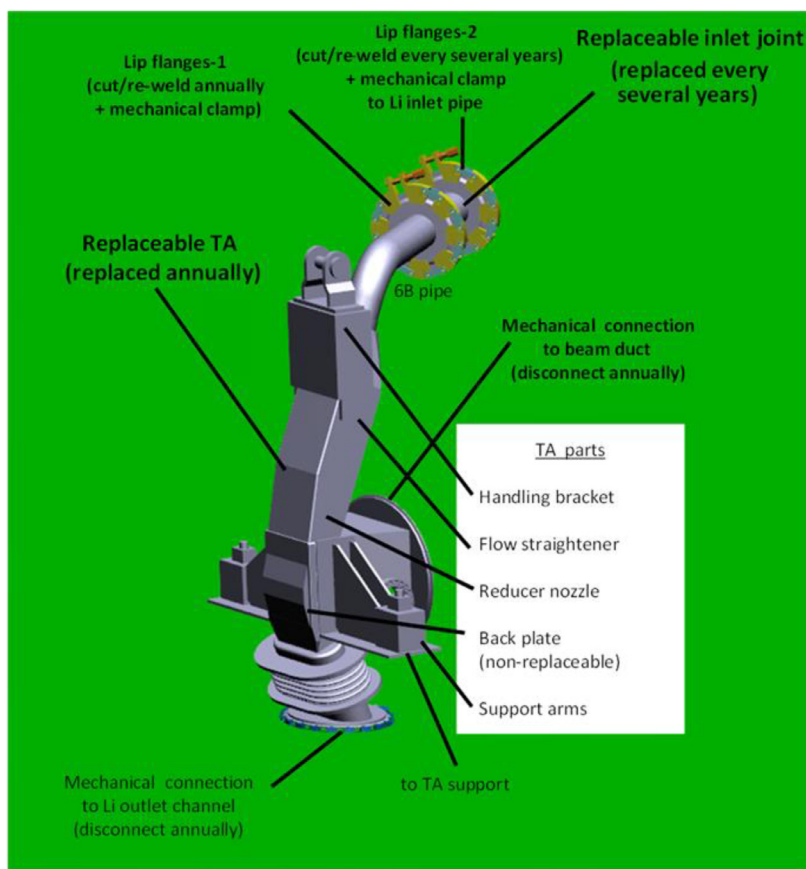 Lip flanges-1
(cut/re-weld annually
+ mechanical clamp)
Lip flanges-2
(cut/re-weld every several years)
+ mechanical clamp
to Li inlet pipe
Replaceable inlet joint
(replaced every
several years)
Replaceable TA
(replaced annually)
6B pipe
Mechanical connection
to beam duct
(disconnect annually)
TA parts
Handling bracket
Flow straightener
Reducer nozzle
Back plate
(non-replaceable)
Support arms
to TA support
Mechanical connection
to Li outlet channel
(disconnect annually)